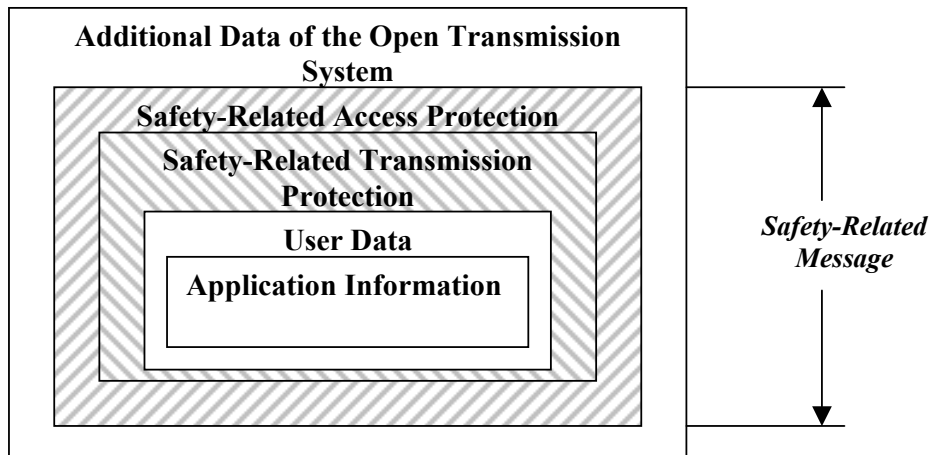 Additional Data of the Open Transmission
System
Safety-Related Access Protection
Safety-Related Transmission
Protection
User Data
Application Information
Safety-Related
Message